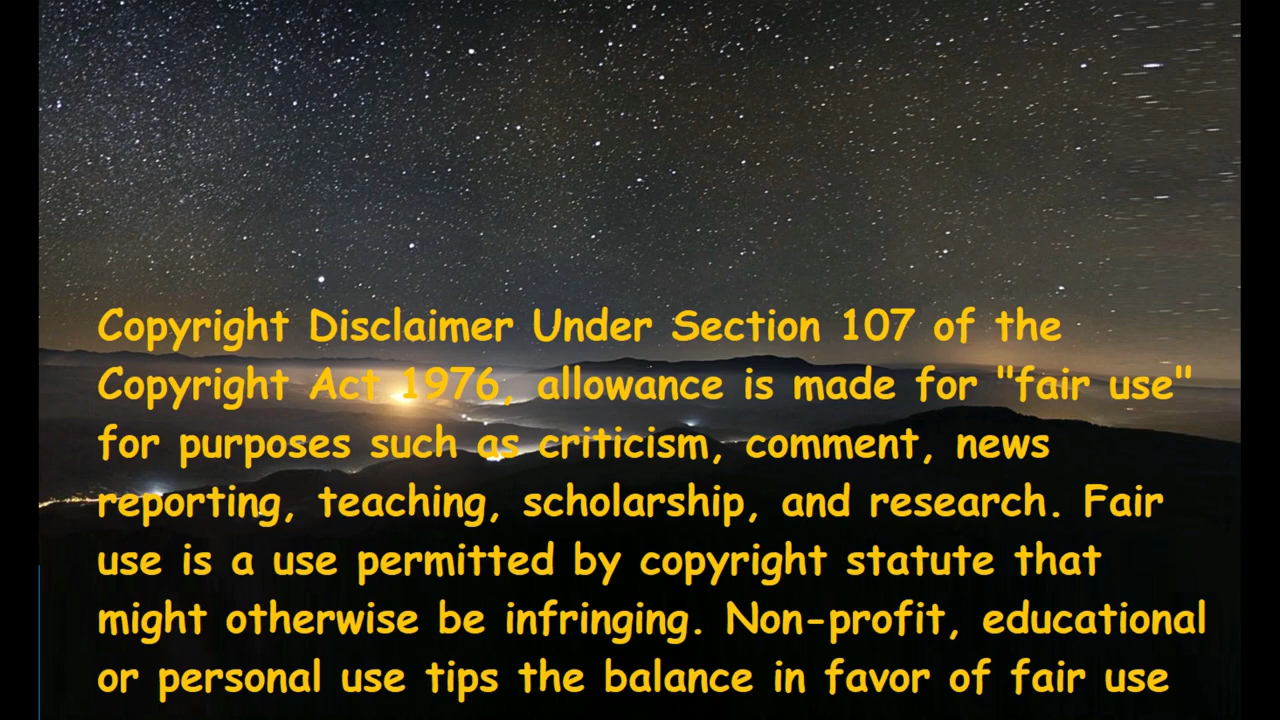 Copyright Disclaimer Under Section 107 of the
Copyright Act 1976, allowance is made for "fair use"
for purposes such as criticism, comment, news
reporting, teaching, scholarship, and research. Fair
use is a use permitted by copyright statute that
might otherwise be infringing. Non-profit, educational
or personal use tips the balance in favor of fair use